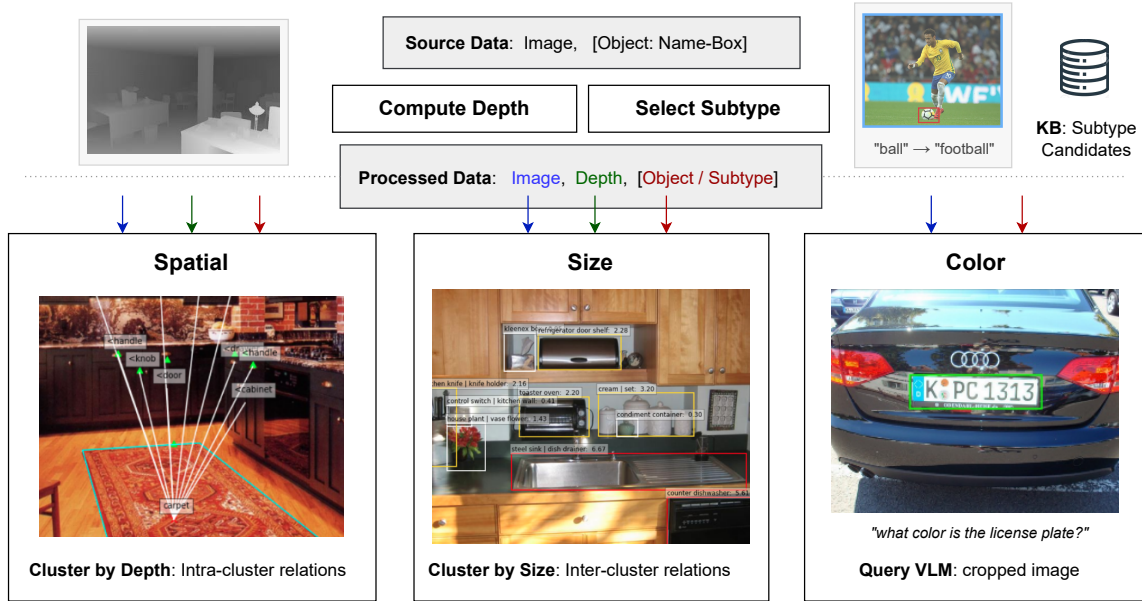 Source Data: Image, [Object: Name-Box]
Compute Depth
Select Subtype
"ball" → "football"
KB: Subtype
Candidates
Processed Data: Image, Depth, [Object / Subtype]
Spatial
<handle
<knob
<door
<handle
<cabinet
carpet
Cluster by Depth: Intra-cluster relations
Size
refrigerator door shelf: 2.28
knife | knife holder: 2.16
toaster oven: 2.20
cream | set: 3.20
control switch | kitchen wall: 0.41
house plant | vase flower: 1.43
condiment container: 0.30
steel sink | dish drainer: 6.67
counter dishwasher: 5.61
Cluster by Size: Inter-cluster relations
Color
K PC 1313
"what color is the license plate?"
Query VLM: cropped image